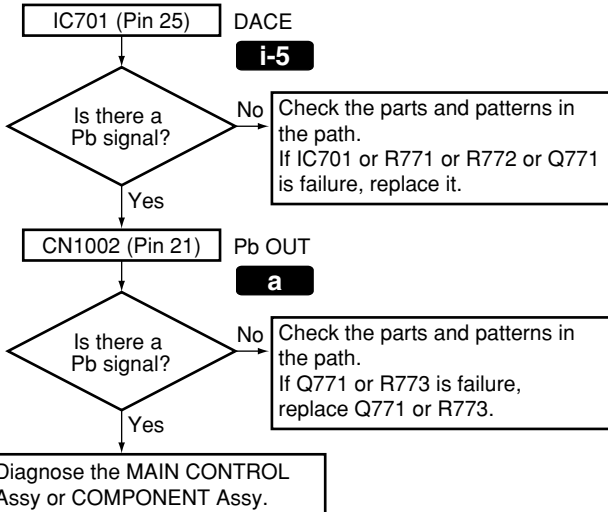 IC701 (Pin 25) DACE
i-5
Is there a
Pb signal?
No
Check the parts and patterns in
the path.
If IC701 or R771 or R772 or Q771
is failure, replace it.
Yes
CN1002 (Pin 21) Pb OUT
a
Is there a
Pb signal?
No
Check the parts and patterns in
the path.
If Q771 or R773 is failure,
replace Q771 or R773.
Yes
Diagnose the MAIN CONTROL
Assy or COMPONENT Assy.